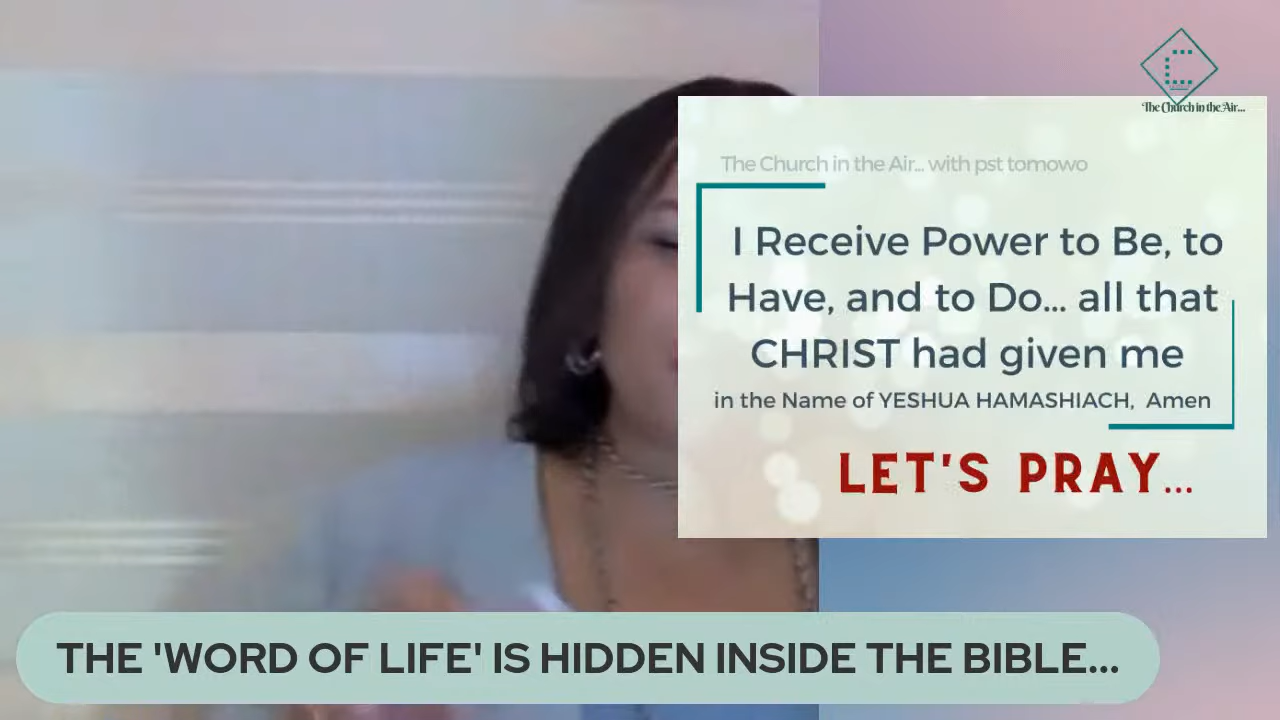 The Church in the Air...
The Church in the Air... with pst tomowo
I Receive Power to Be, to
Have, and to Do... all that
CHRIST had given me
in the Name of YESHUA HAMASHIACH, Amen
LET'S PRAY...
THE 'WORD OF LIFE' IS HIDDEN INSIDE THE BIBLE...